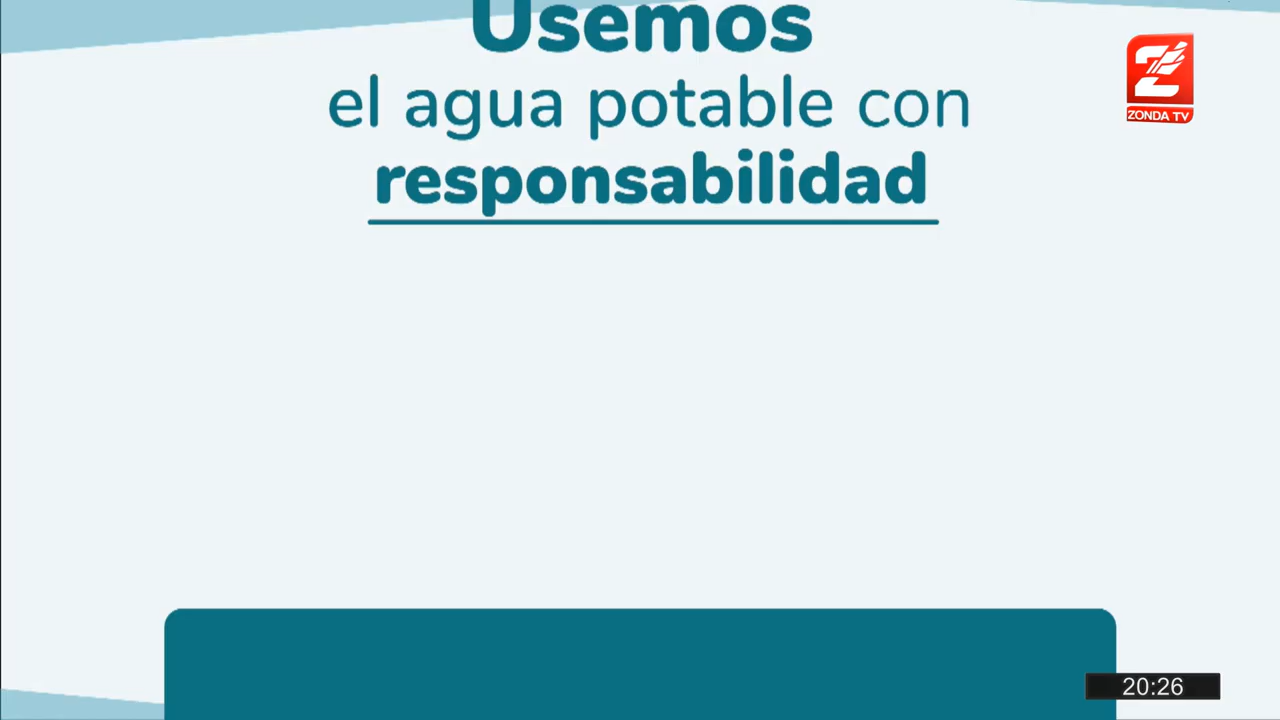 Usemos
el agua potable con
responsabilidad
Z
ZONDA TV
20:26